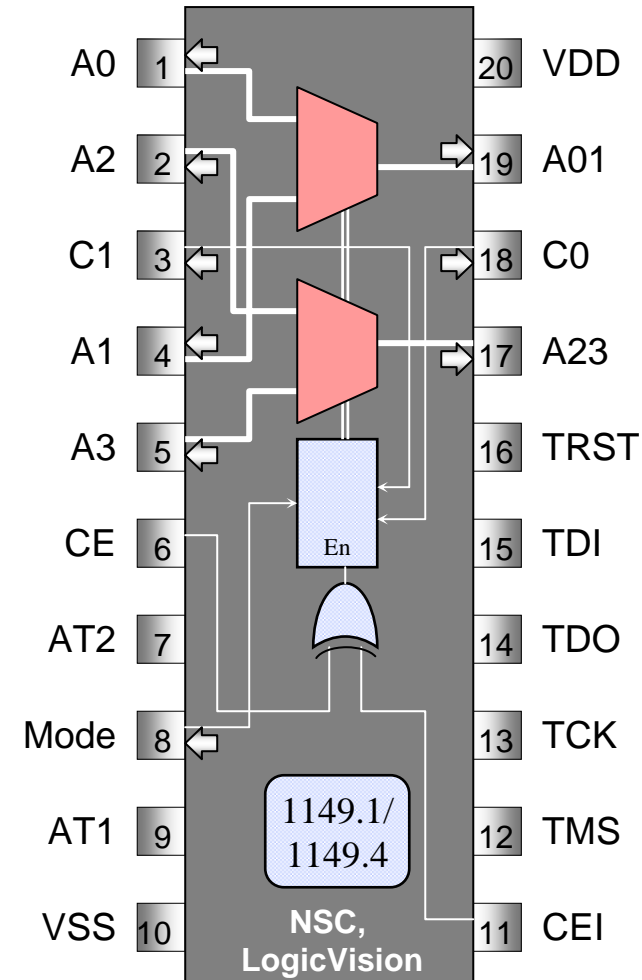 A0 1 20 VDD
A2 2 19 A01
C1 3 18 C0
A1 4 17 A23
A3 5 16 TRST
CE 6 En 15 TDI
AT2 7 14 TDO
Mode 8 13 TCK
AT1 9 1149.1/ 12 TMS
1149.4
VSS 10 NSC, 11 CEI
LogicVision